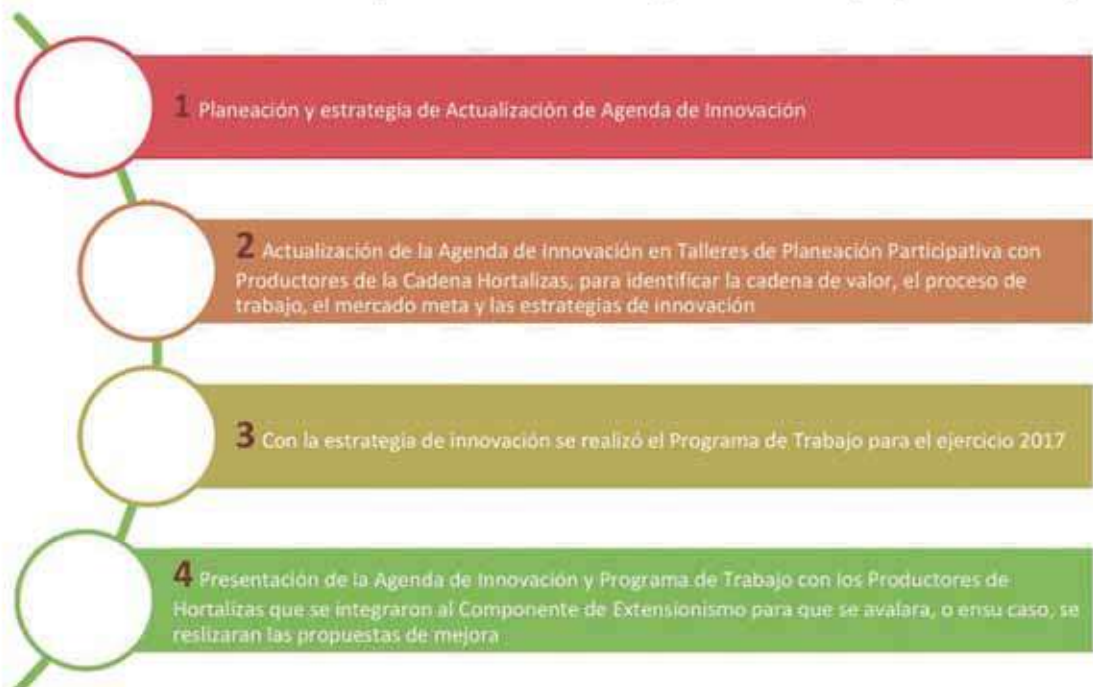 1 Planeación y estrategia de Actualización de Agenda de Innovación
2 Actualización de la Agenda de Innovación en Talleres de Planeación Participativa con
Productores de la Cadena Hortalizas, para identificar la cadena de valor, el proceso de
trabajo, el mercado meta y las estrategias de innovación
3 Con la estrategia de innovación se realizó el Programa de Trabajo para el ejercicio 2017
4 Presentación de la Agenda de Innovación y Programa de Trabajo con los Productores de
Hortalizas que se integraron al Componente de Extensionismo para que se avalara, o ensu caso, se
reslizaran las propuestas de mejora